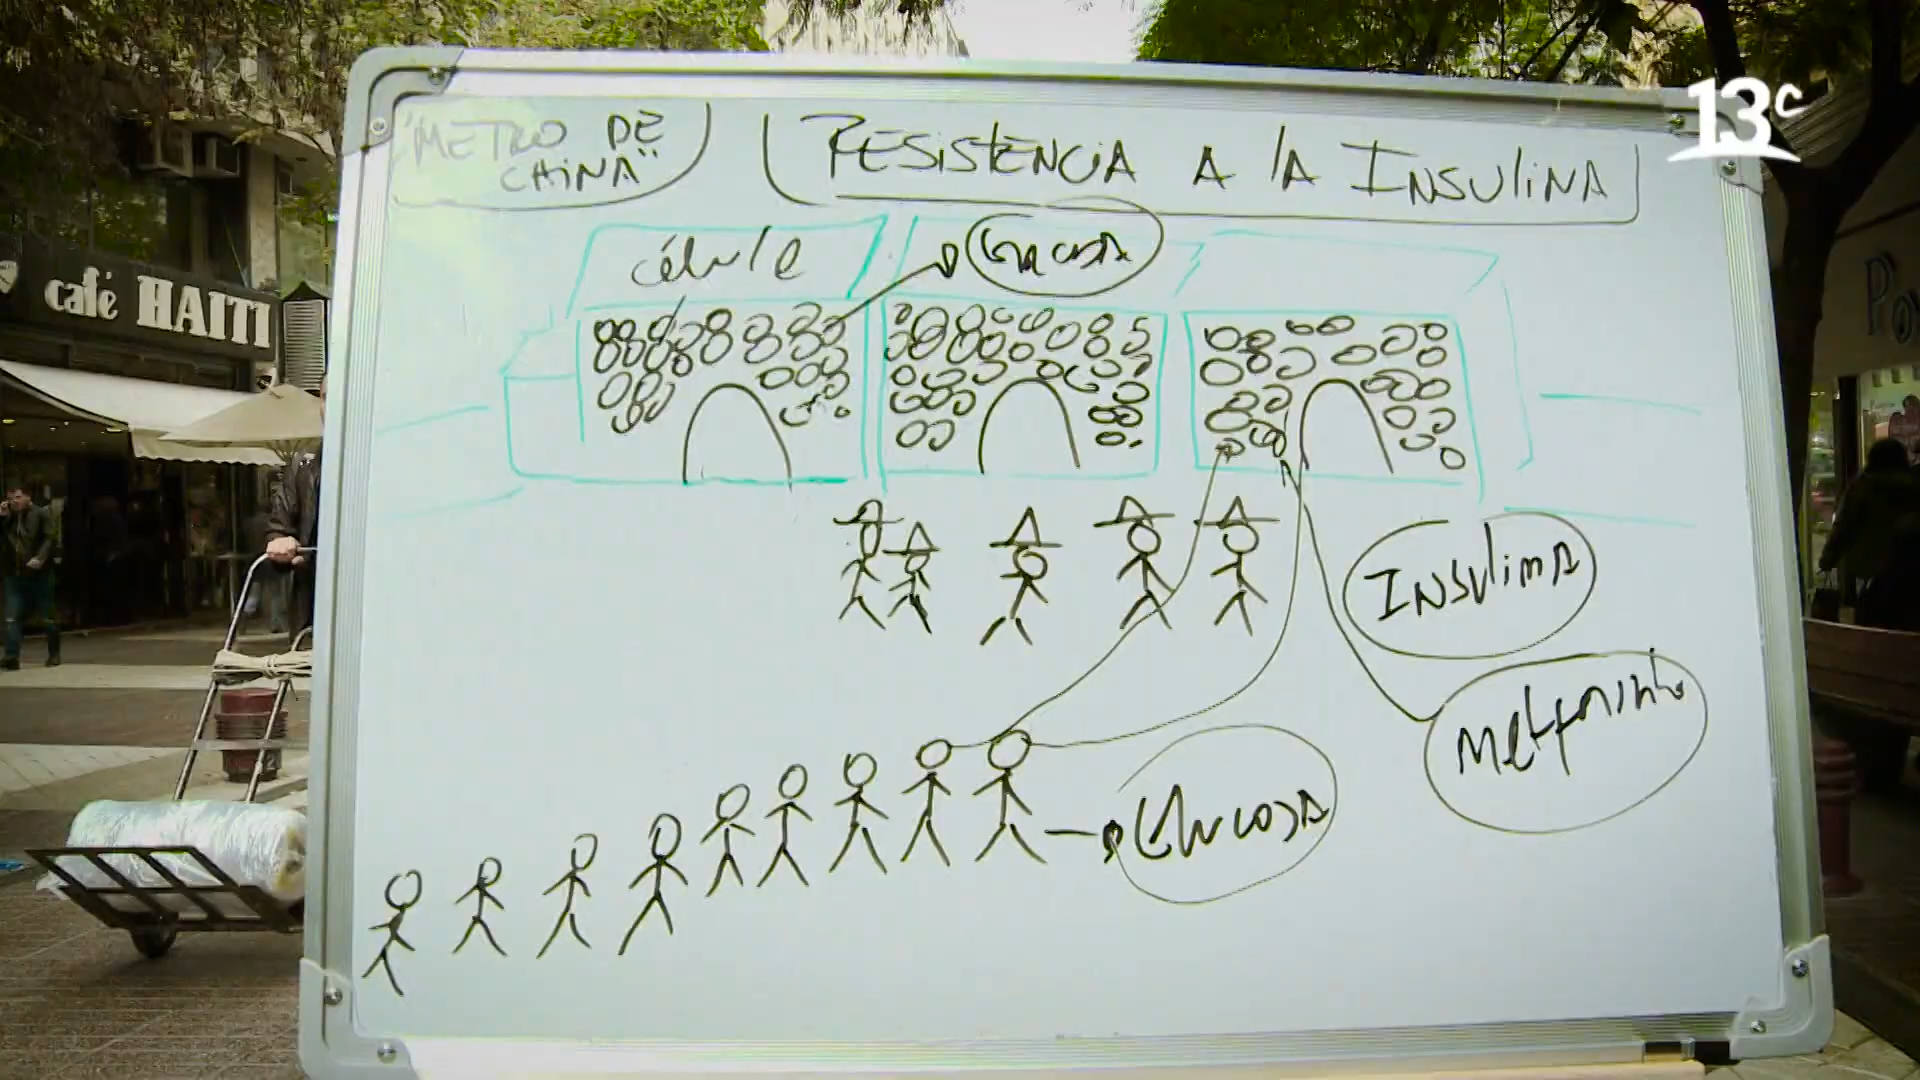 13c
"METRO DE
CHINA"
RESISTENCIA A LA INSULINA
célula
Glucosa
café HAITI
INSULINA
Metformina
Glucosa